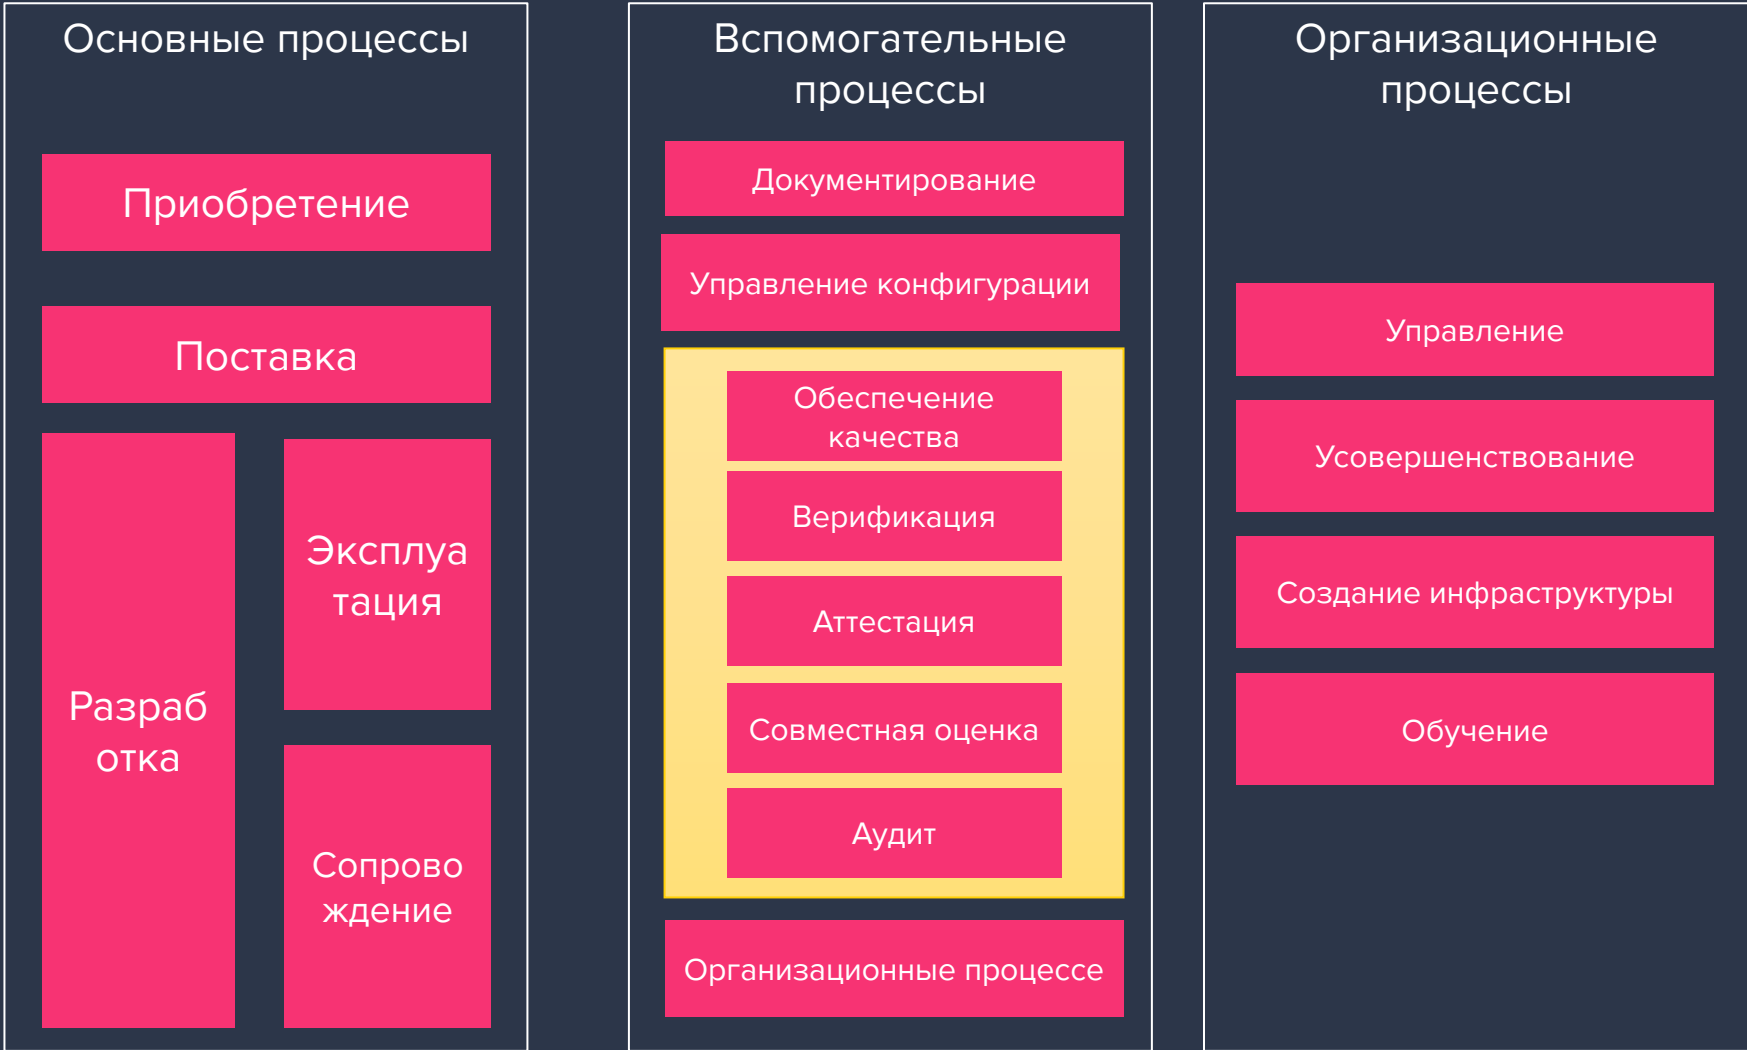 Основные процессы
Приобретение
Поставка
Разраб
отка
Эксплуа
тация
Сопрово
ждение
Вспомогательные
процессы
Документирование
Управление конфигурации
Обеспечение
качества
Верификация
Аттестация
Совместная оценка
Аудит
Организационные процессе
Организационные
процессы
Управление
Усовершенствование
Создание инфраструктуры
Обучение